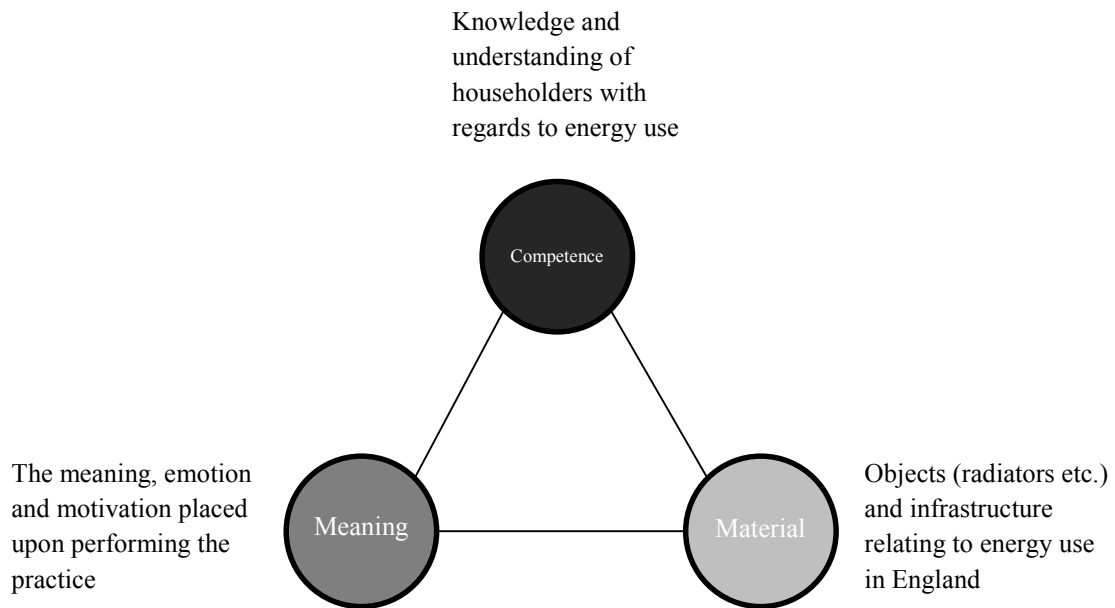 Knowledge and
understanding of
householders with
regards to energy use
Competence
The meaning, emotion
and motivation placed
upon performing the
practice
Meaning
Material
Objects (radiators etc.)
and infrastructure
relating to energy use
in England